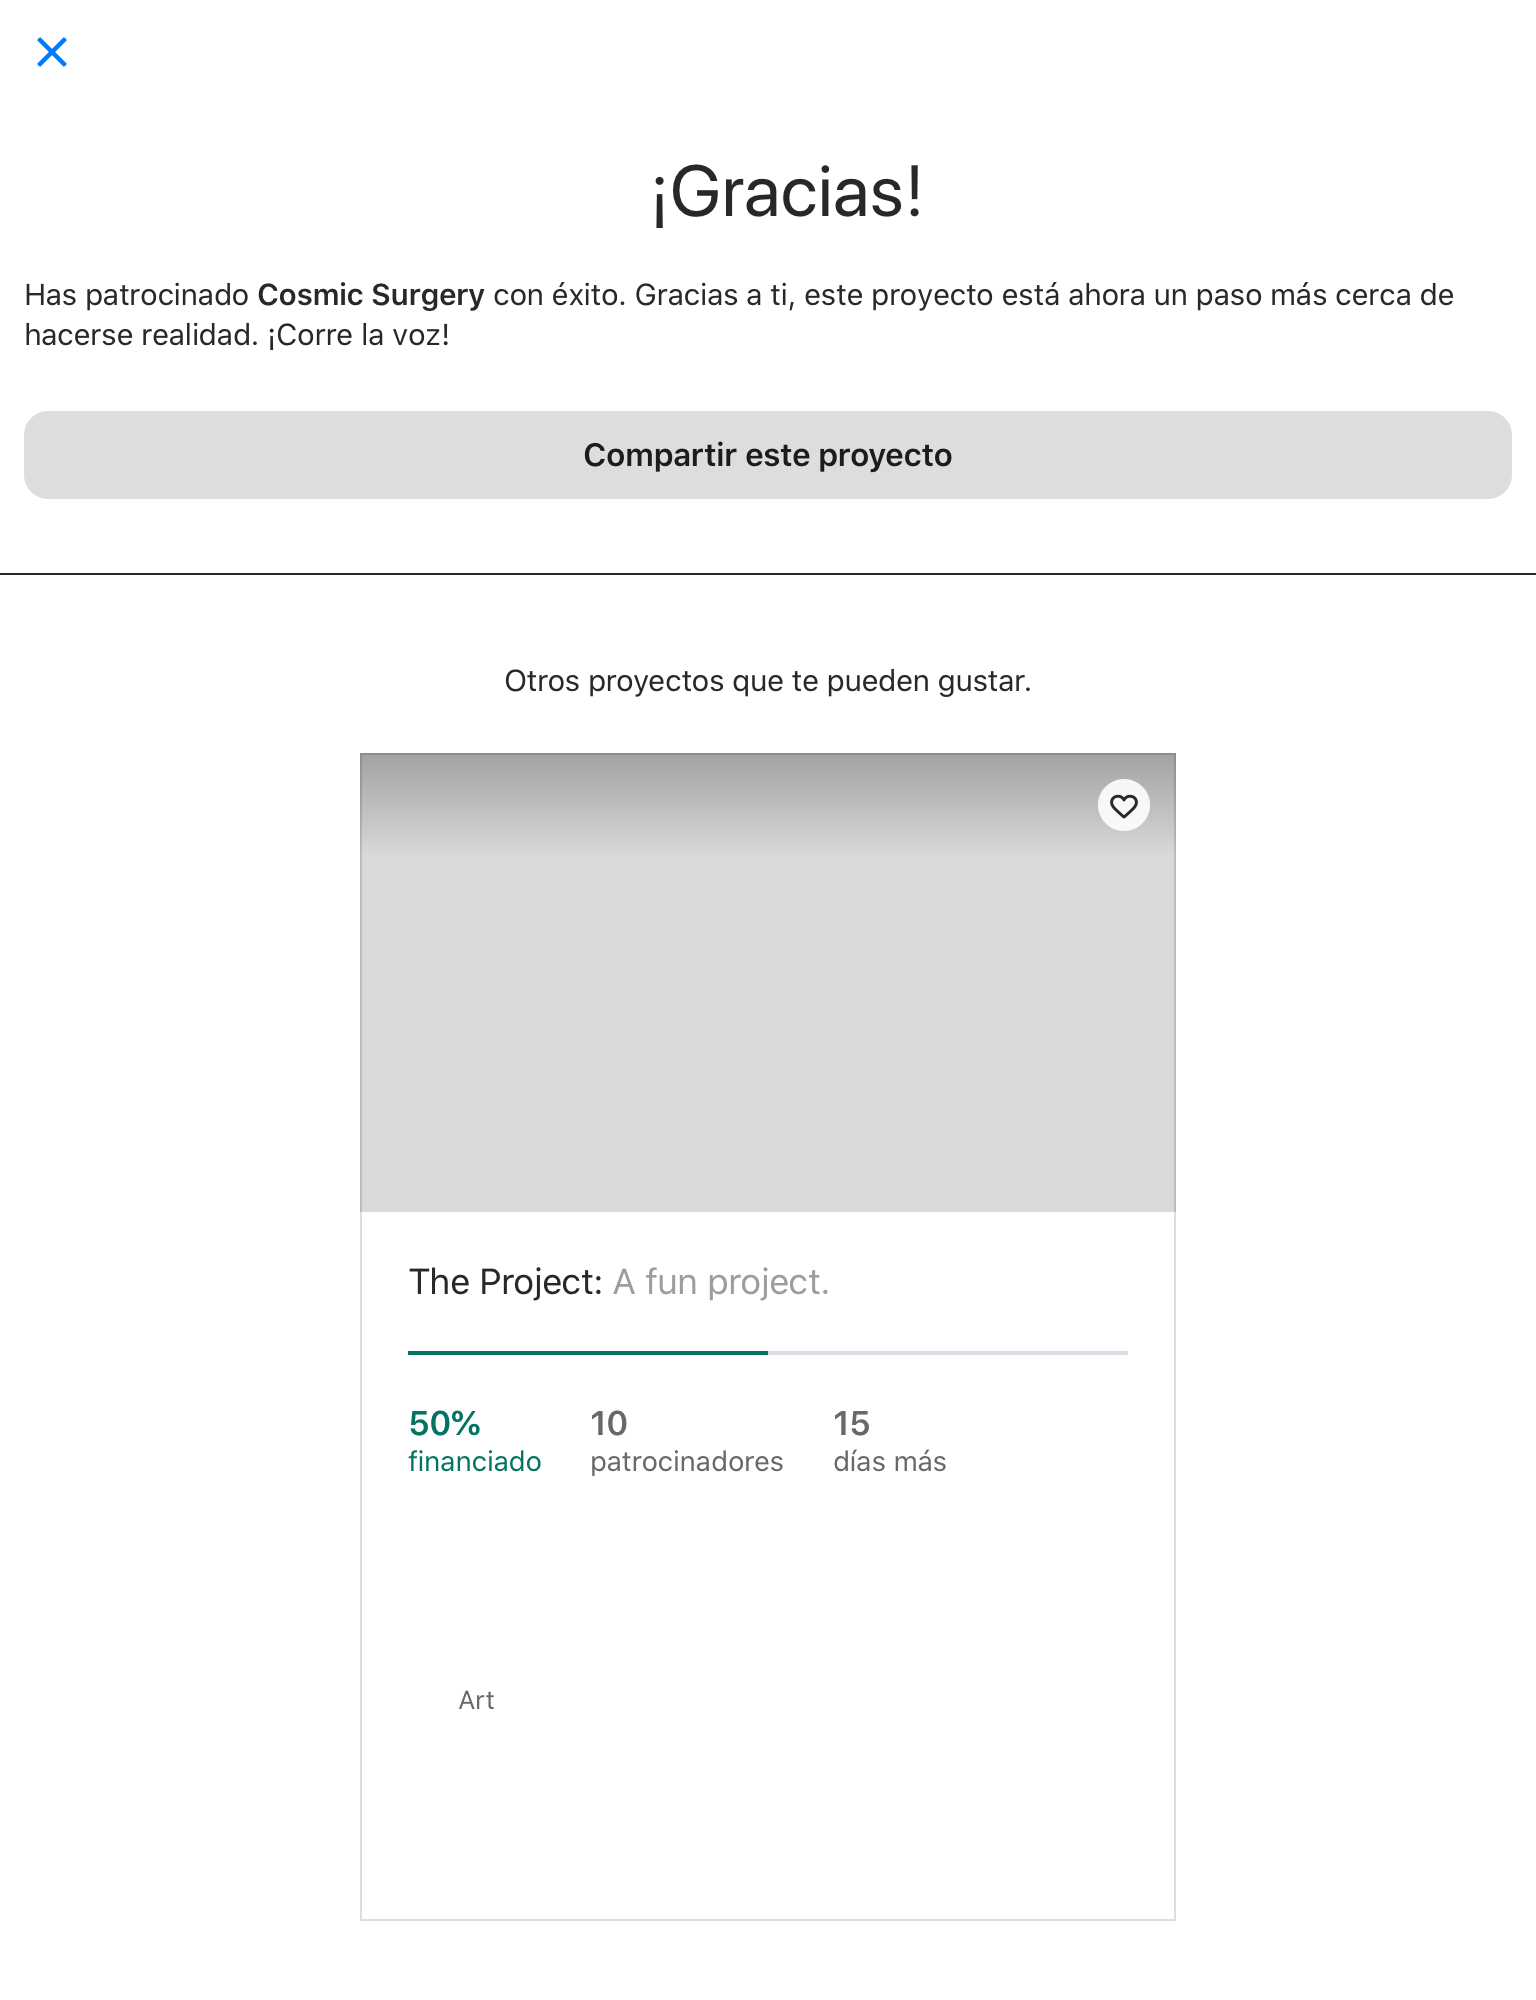 ¡Gracias!
Has patrocinado Cosmic Surgery con éxito. Gracias a ti, este proyecto está ahora un paso más cerca de
hacerse realidad. ¡Corre la voz!
Compartir este proyecto
Otros proyectos que te pueden gustar.
The Project: A fun project.
50% 10 15
financiado patrocinadores días más
Art